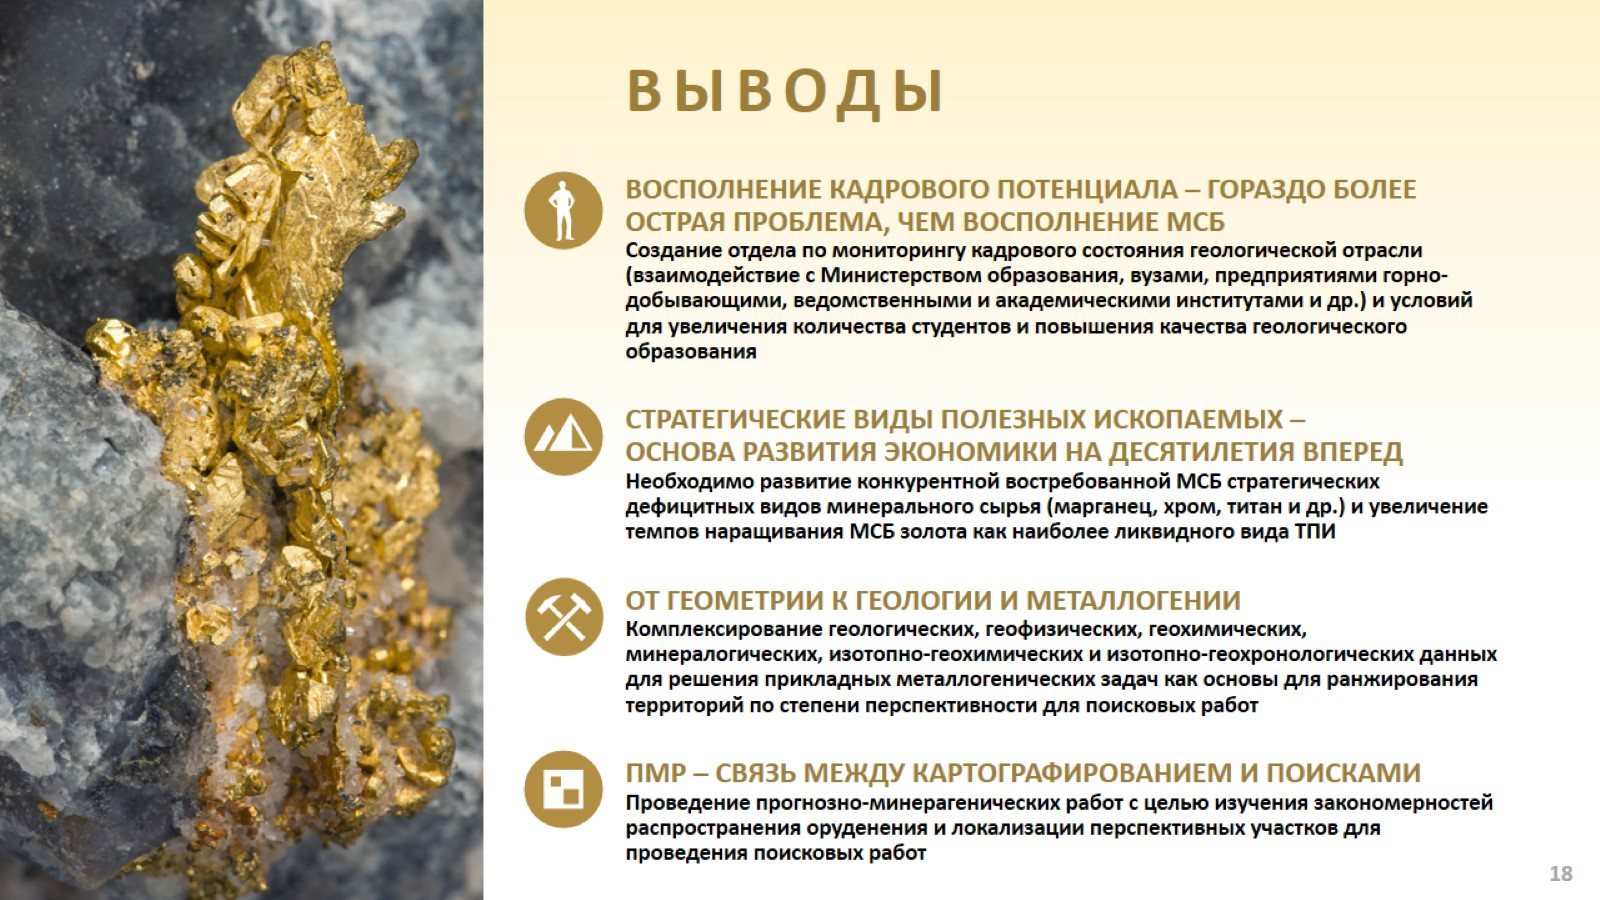 ВЫВОДЫ
ВОСПОЛНЕНИЕ КАДРОВОГО ПОТЕНЦИАЛА – ГОРАЗДО БОЛЕЕ
ОСТРАЯ ПРОБЛЕМА, ЧЕМ ВОСПОЛНЕНИЕ МСБ
Создание отдела по мониторингу кадрового состояния геологической отрасли
(взаимодействие с Министерством образования, вузами, предприятиями горно-
добывающими, ведомственными и академическими институтами и др.) и условий
для увеличения количества студентов и повышения качества геологического
образования
СТРАТЕГИЧЕСКИЕ ВИДЫ ПОЛЕЗНЫХ ИСКОПАЕМЫХ –
ОСНОВА РАЗВИТИЯ ЭКОНОМИКИ НА ДЕСЯТИЛЕТИЯ ВПЕРЕД
Необходимо развитие конкурентной востребованной МСБ стратегических
дефицитных видов минерального сырья (марганец, хром, титан и др.) и увеличение
темпов наращивания МСБ золота как наиболее ликвидного вида ТПИ
ОТ ГЕОМЕТРИИ К ГЕОЛОГИИ И МЕТАЛЛОГЕНИИ
Комплексирование геологических, геофизических, геохимических,
минералогических, изотопно-геохимических и изотопно-геохронологических данных
для решения прикладных металлогенических задач как основы для ранжирования
территорий по степени перспективности для поисковых работ
ПМР – СВЯЗЬ МЕЖДУ КАРТОГРАФИРОВАНИЕМ И ПОИСКАМИ
Проведение прогнозно-минерагенических работ с целью изучения закономерностей
распространения оруденения и локализации перспективных участков для
проведения поисковых работ
18